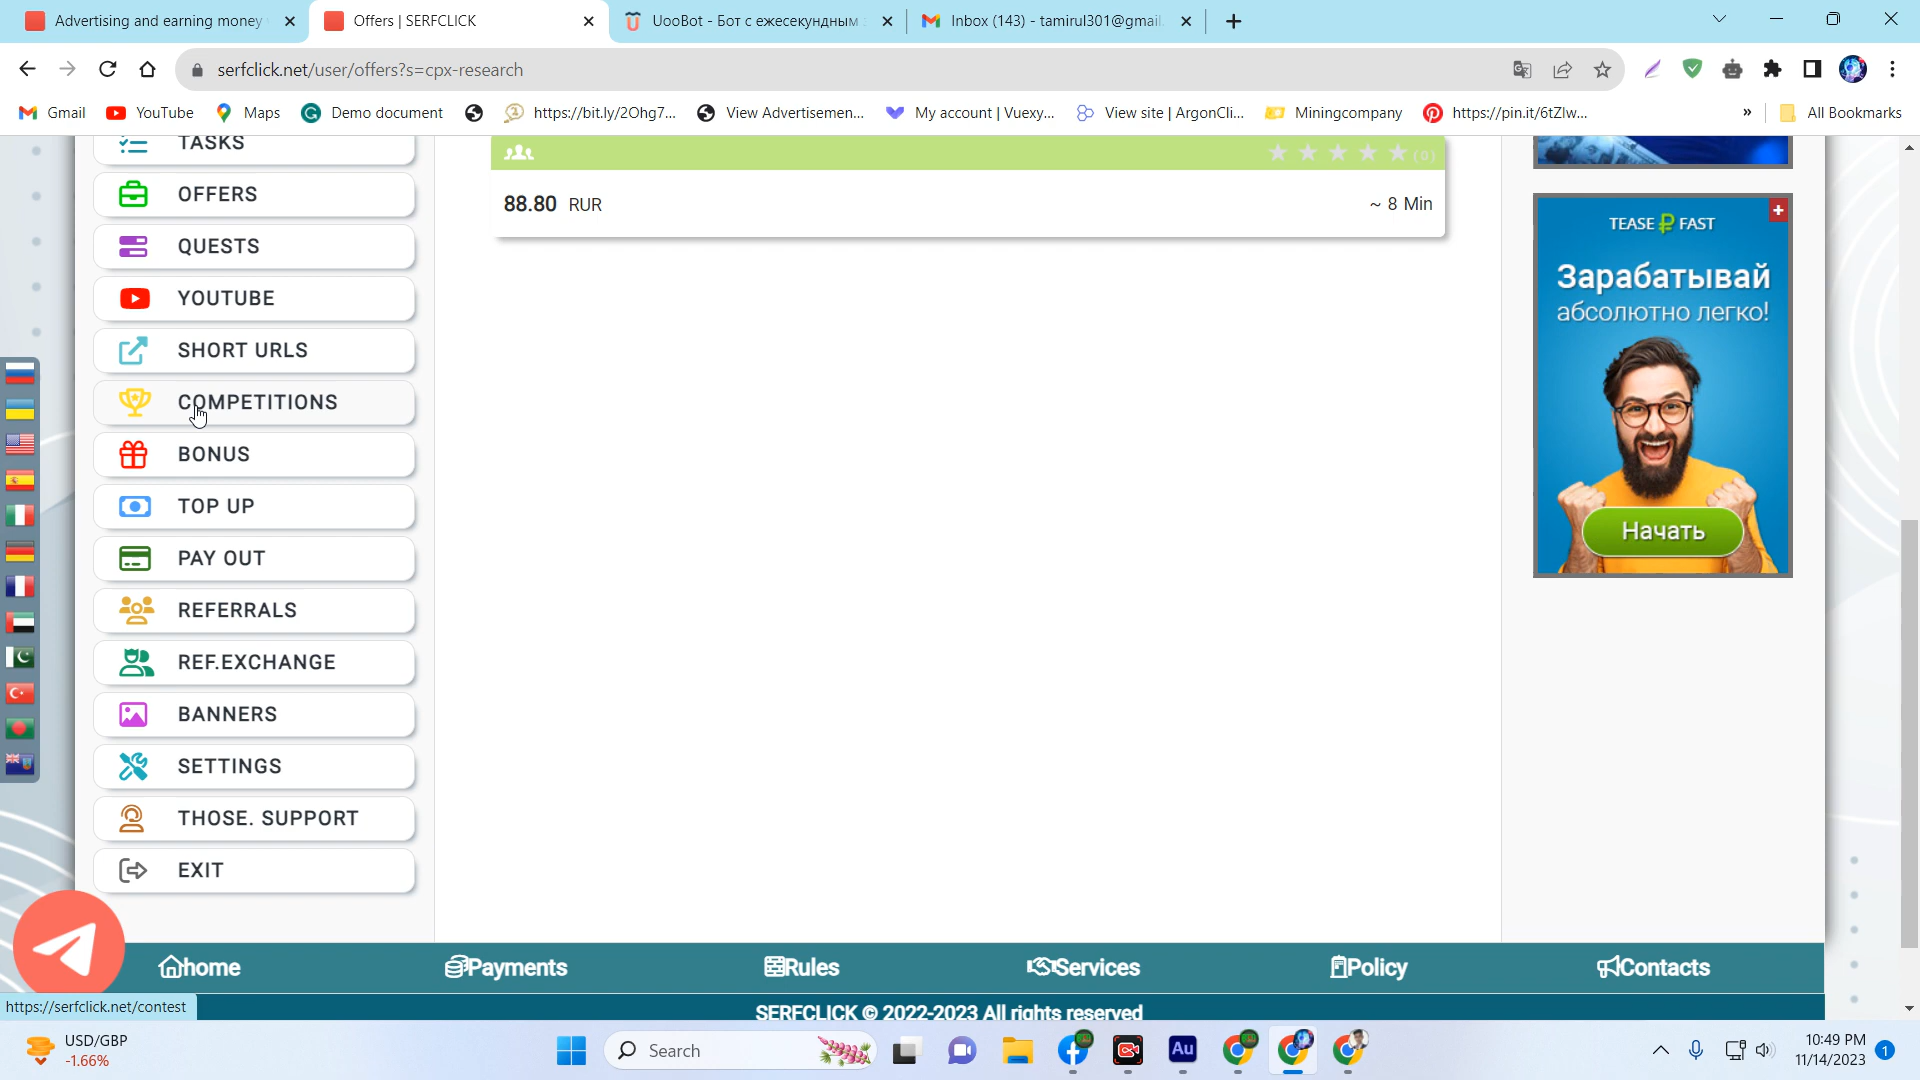 Advertising and earning money
Offers | SERFCLICK
UooBot - Бот с ежесекундным
Inbox (143) - tamirul301@gmail.
serfclick.net/user/offers?s=cpx-research
Gmail
YouTube
Maps
Demo document
https://bit.ly/2Ohg7...
View Advertisemen...
My account | Vuexy...
View site | ArgonCli...
Miningcompany
https://pin.it/6tZlw...
»
All Bookmarks
TASKS
OFFERS
QUESTS
YOUTUBE
SHORT URLS
COMPETITIONS
BONUS
TOP UP
PAY OUT
REFERRALS
REF.EXCHANGE
BANNERS
SETTINGS
THOSE. SUPPORT
EXIT
(0)
88.80 RUR
~ 8 Min
TEASE ₽ FAST
Зарабатывай
абсолютно легко!
Начать
home
Payments
Rules
Services
Policy
Contacts
https://serfclick.net/contest
SERFCLICK © 2022-2023 All rights reserved
USD/GBP
-1.66%
Search
Au
10:49 PM
11/14/2023
1